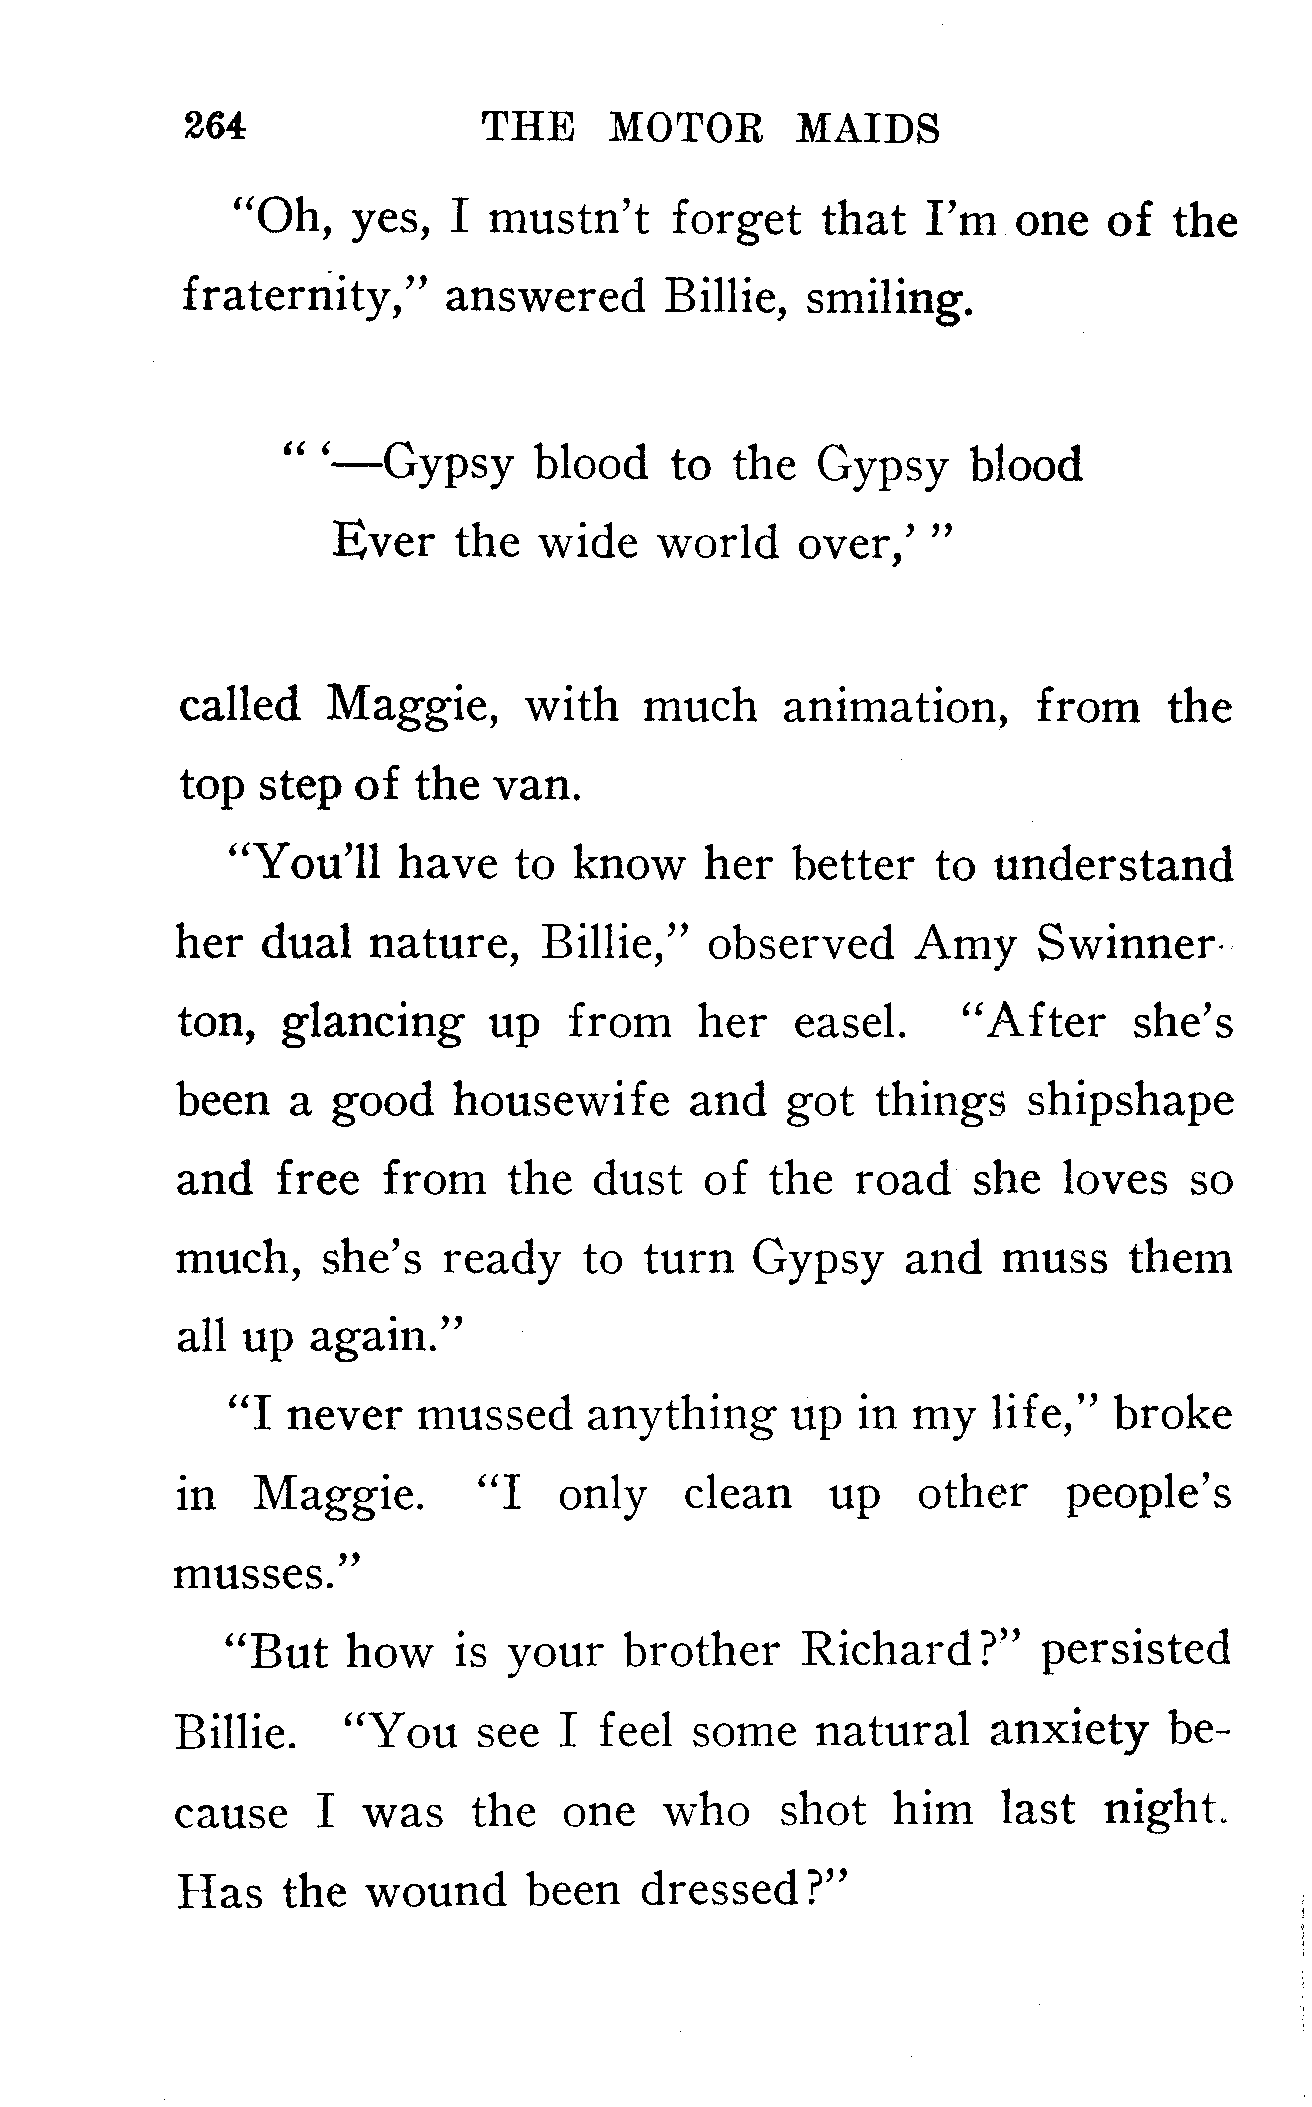 264 THE MOTOR MAIDS
“Oh, yes, I mustn’t forget that I’m one of the
fraternity,” answered Billie, smiling.
“ ‘—Gypsy blood to the Gypsy blood
Ever the wide world over,’ ”
called Maggie, with much animation, from the
top step of the van.
“You’ll have to know her better to understand
her dual nature, Billie,” observed Amy Swinner-
ton, glancing up from her easel. “After she’s
been a good housewife and got things shipshape
and free from the dust of the road she loves so
much, she’s ready to turn Gypsy and muss them
all up again.”
“I never mussed anything up in my life,” broke
in Maggie. “I only clean up other people’s
musses.”
“But how is your brother Richard?” persisted
Billie. “You see I feel some natural anxiety be-
cause I was the one who shot him last night.
Has the wound been dressed?”